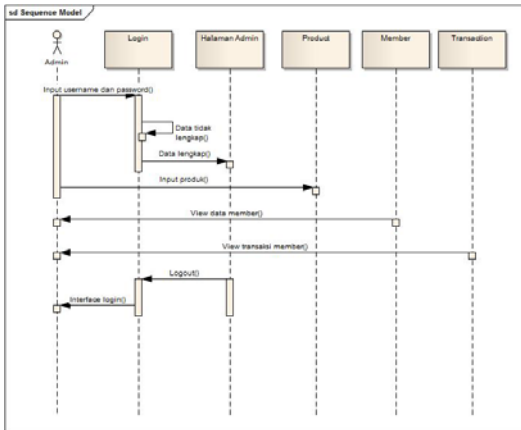 sd Sequence Model
Admin
Login
Halaman Admin
Product
Member
Transaction
Input username dan password()
Data tidak
lengkap()
Data lengkap()
Input produk()
View data member()
View transaksi member()
Logout()
Interface login()